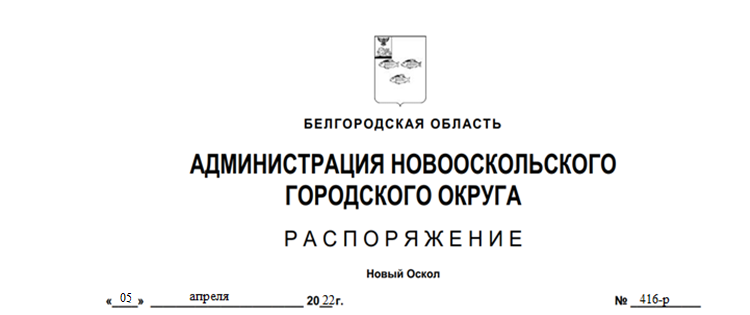 БЕЛГОРОДСКАЯ ОБЛАСТЬ
АДМИНИСТРАЦИЯ НОВООСКОЛЬСКОГО
ГОРОДСКОГО ОКРУГА
РАСПОРЯЖЕНИЕ
Новый Оскол
«05» апреля 2022г. № 416-р